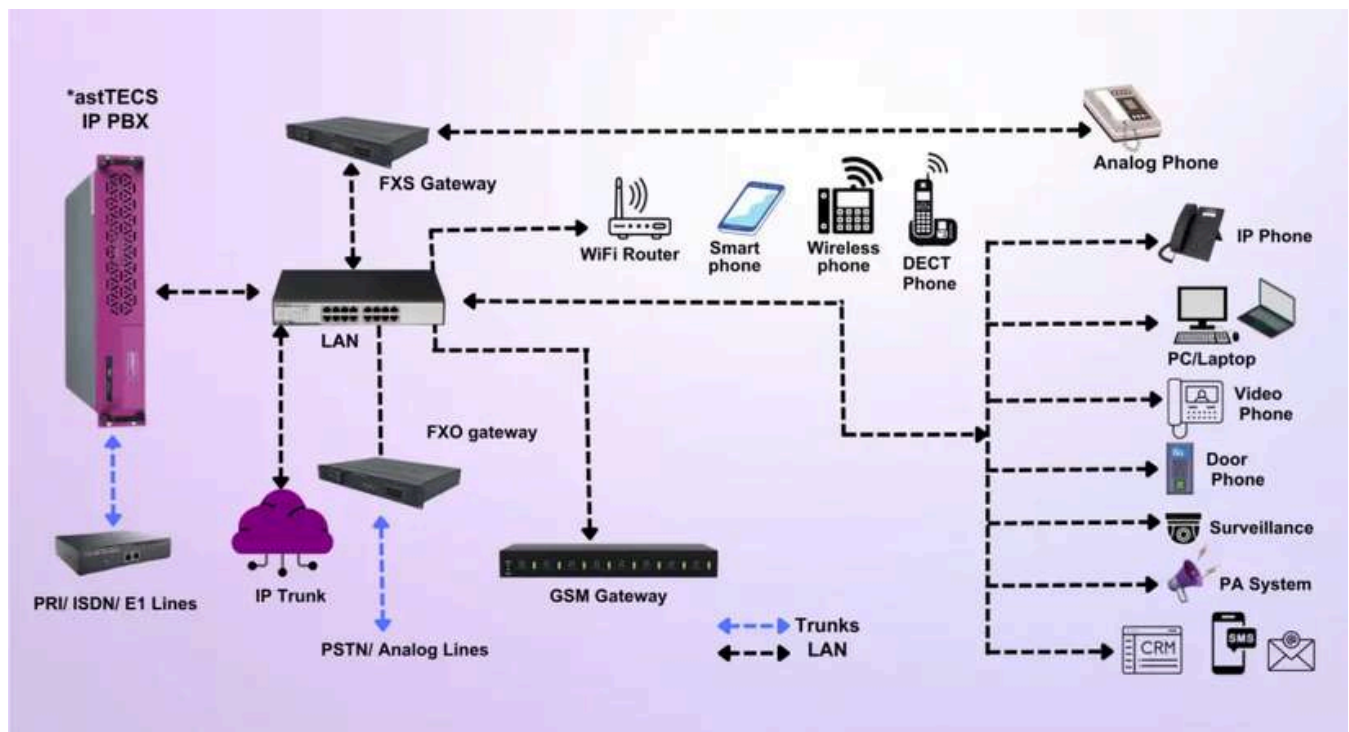 *astTECS
IP PBX
FXS Gateway
Analog Phone
WiFi Router
Smart
phone
Wireless
phone
DECT
Phone
IP Phone
LAN
PC/Laptop
Video
Phone
FXO gateway
Door
Phone
Surveillance
PRI/ ISDN/ E1 Lines
IP Trunk
GSM Gateway
PA System
PSTN/ Analog Lines
Trunks
LAN
CRM
SMS
@